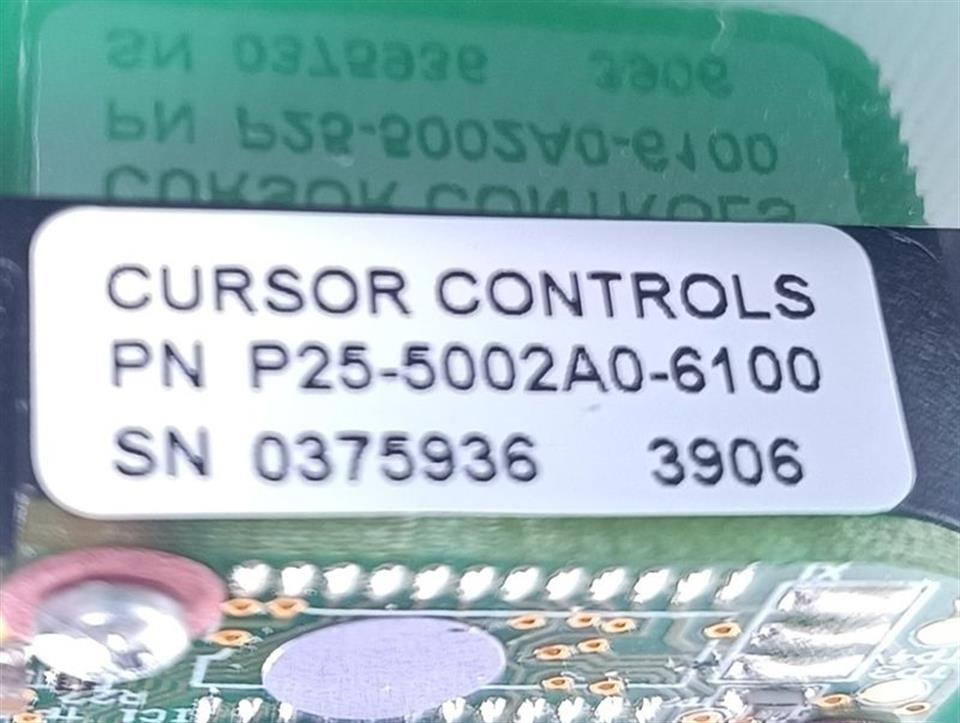 CURSOR CONTROLS
PN P25-5002A0-6100
SN 0375936 3906